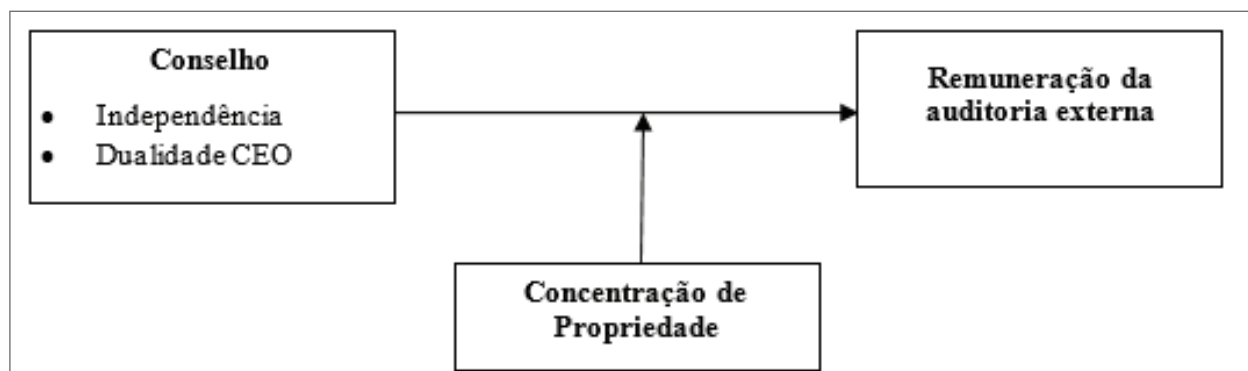 Conselho
• Independência
• Dualidade CEO
Remuneração da
auditoria externa
Concentração de
Propriedade